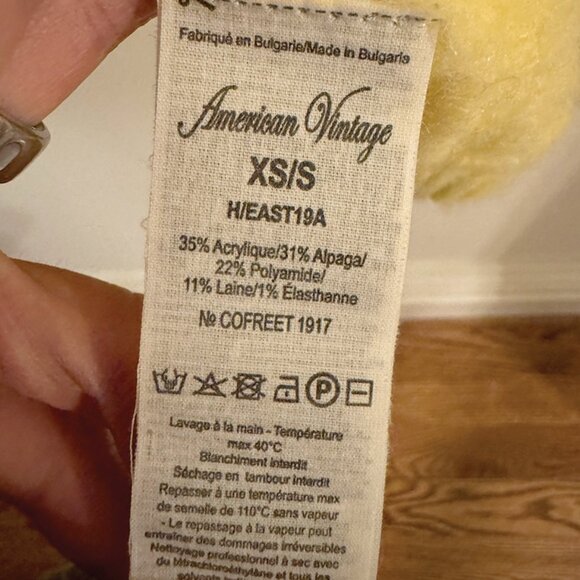 Fabriqué en Bulgarie/Made in Bulgaria
American Vintage
XS/S
H/EAST19A
35% Acrylique/31% Alpaga/
22% Polyamide/
11% Laine/1% Élasthanne
№ COFREET 1917
P
Lavage à la main - Température
max 40°C
Blanchiment interdit
Séchage en tambour interdit
Repasser à une température max
de semelle de 110°C sans vapeur
- Le repassage à la vapeur peut
entraîner des dommages irréversibles
Nettoyage professionnel à sec avec
du tétrachloroéthylène et tous les
solvants